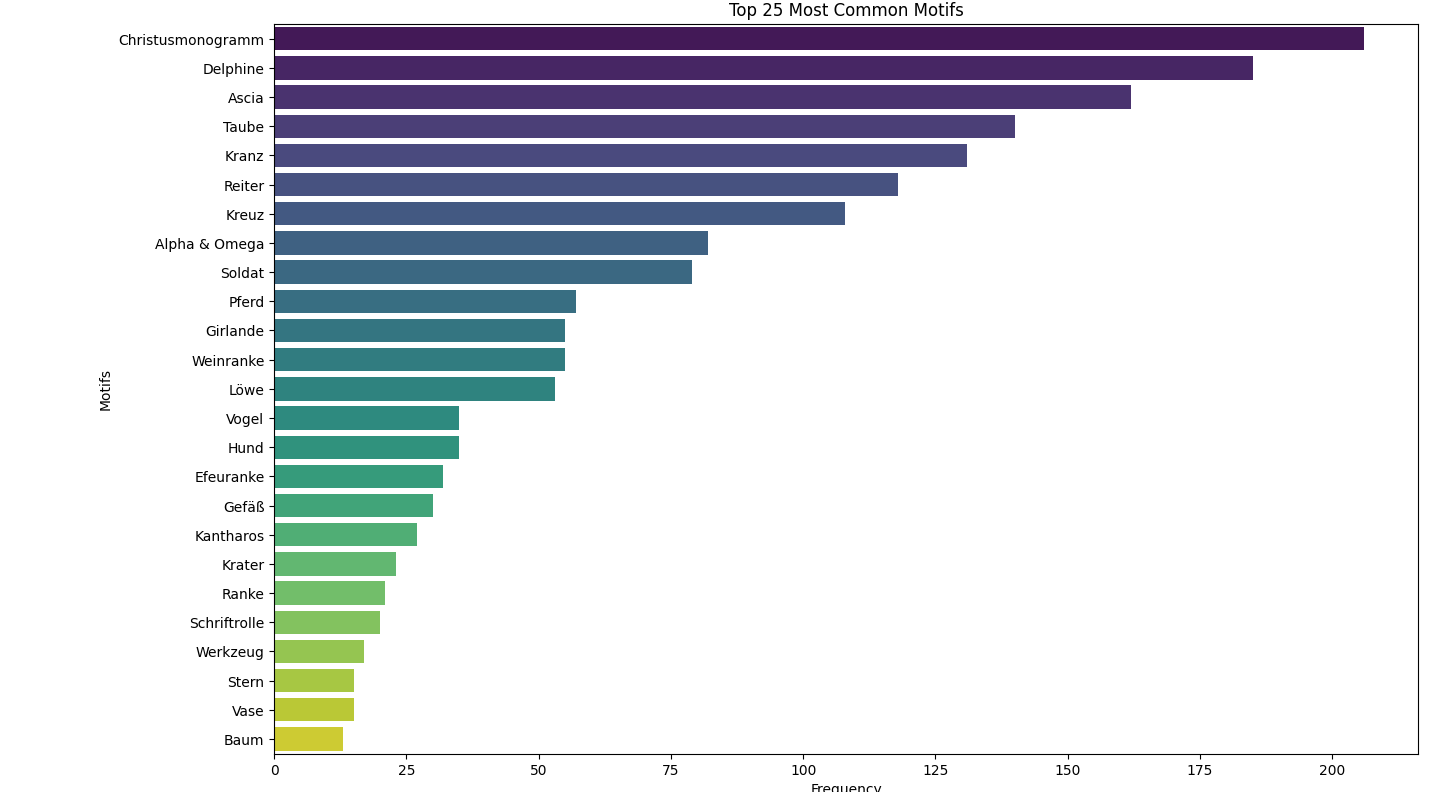 Top 25 Most Common Motifs
Christusmonogramm
Delphine
Ascia
Taube
Kranz
Reiter
Kreuz
Alpha & Omega
Soldat
Pferd
Girlande
Weinranke
Löwe
Vogel
Hund
Efeuranke
Gefäß
Kantharos
Krater
Ranke
Schriftrolle
Werkzeug
Stern
Vase
Baum
Motifs
0 25 50 75 100 125 150 175 200
Frequency